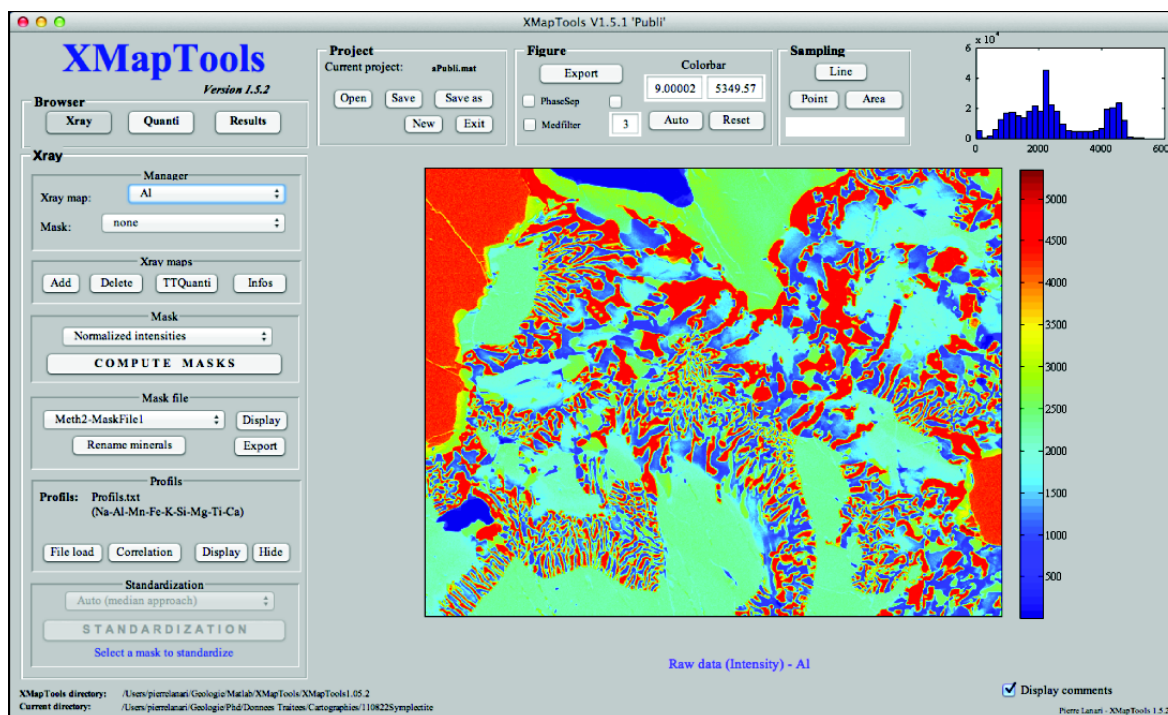 XMapTools V1.5.1 'Publi'
XMapTools
Version 1.5.2
Browser
Xray Quanti Results
Project
Current project: aPubli.mat
Open Save Save as
New Exit
Figure
Export
Colorbar
9.00002 5349.57
PhaseSep
Medfilter 3 Auto Reset
Sampling
Line
Point Area
6 x 10^4
4
2
0
0 2000 4000 6000
Xray
Manager
Xray map: Al
Mask: none
Xray maps
Add Delete TTQuanti Infos
Mask
Normalized intensities
COMPUTE MASKS
Mask file
Meth2-MaskFile1 Display
Rename minerals Export
Profils
Profils: Profils.txt
(Na-Al-Mn-Fe-K-Si-Mg-Ti-Ca)
File load Correlation Display Hide
Standardization
Auto (median approach)
STANDARDIZATION
Select a mask to standardize
5000
4500
4000
3500
3000
2500
2000
1500
1000
500
Raw data (Intensity) - Al
Display comments
XMapTools directory: /Users/pierrelanari/Geologie/Matlab/XMapTools/XMapTools1.05.2
Current directory: /Users/pierrelanari/Geologie/Phd/Donnees Traitees/Cartographies/110822Symplectite
Pierre Lanari - XMapTools 1.5.2